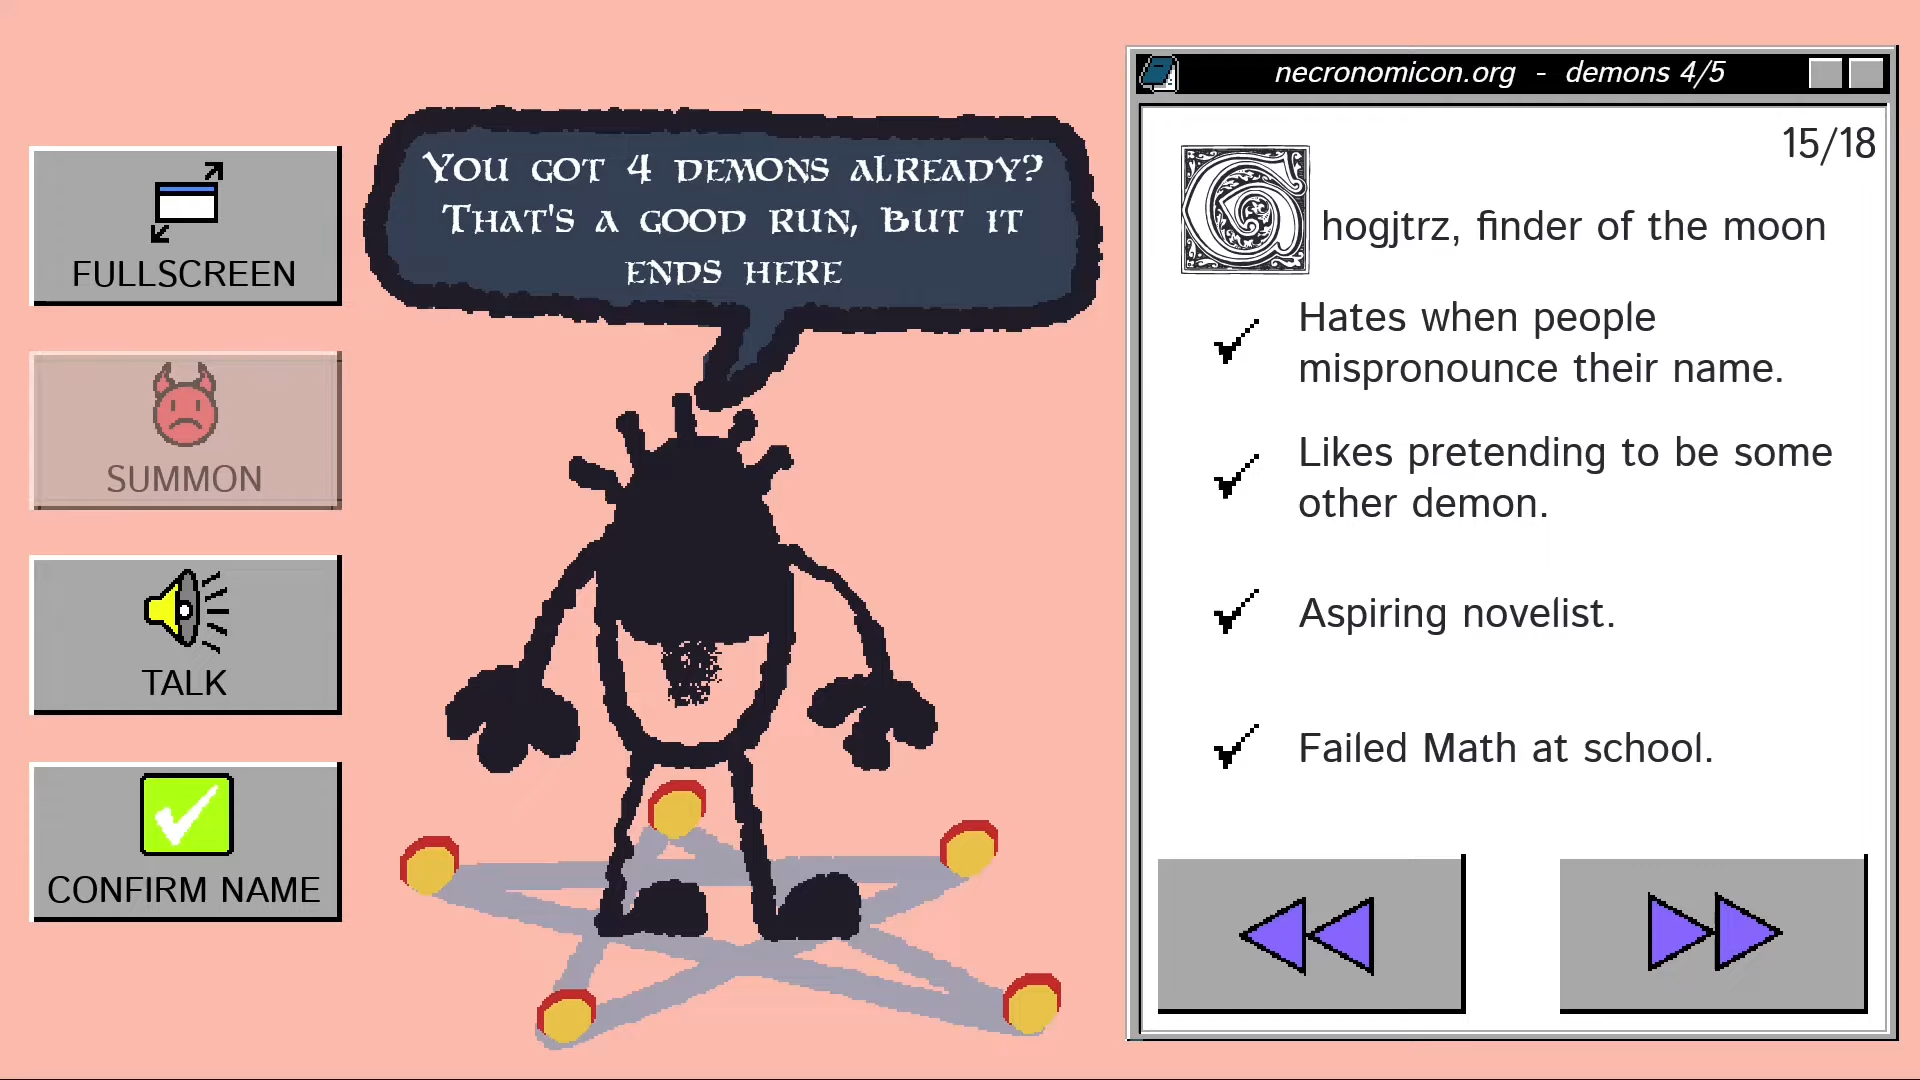 FULLSCREEN
SUMMON
TALK
CONFIRM NAME
You got 4 demons already?
That's a good run, but it
ends here
necronomicon.org - demons 4/5
15/18
Ghogjtrz, finder of the moon
Hates when people
mispronounce their name.
Likes pretending to be some
other demon.
Aspiring novelist.
Failed Math at school.